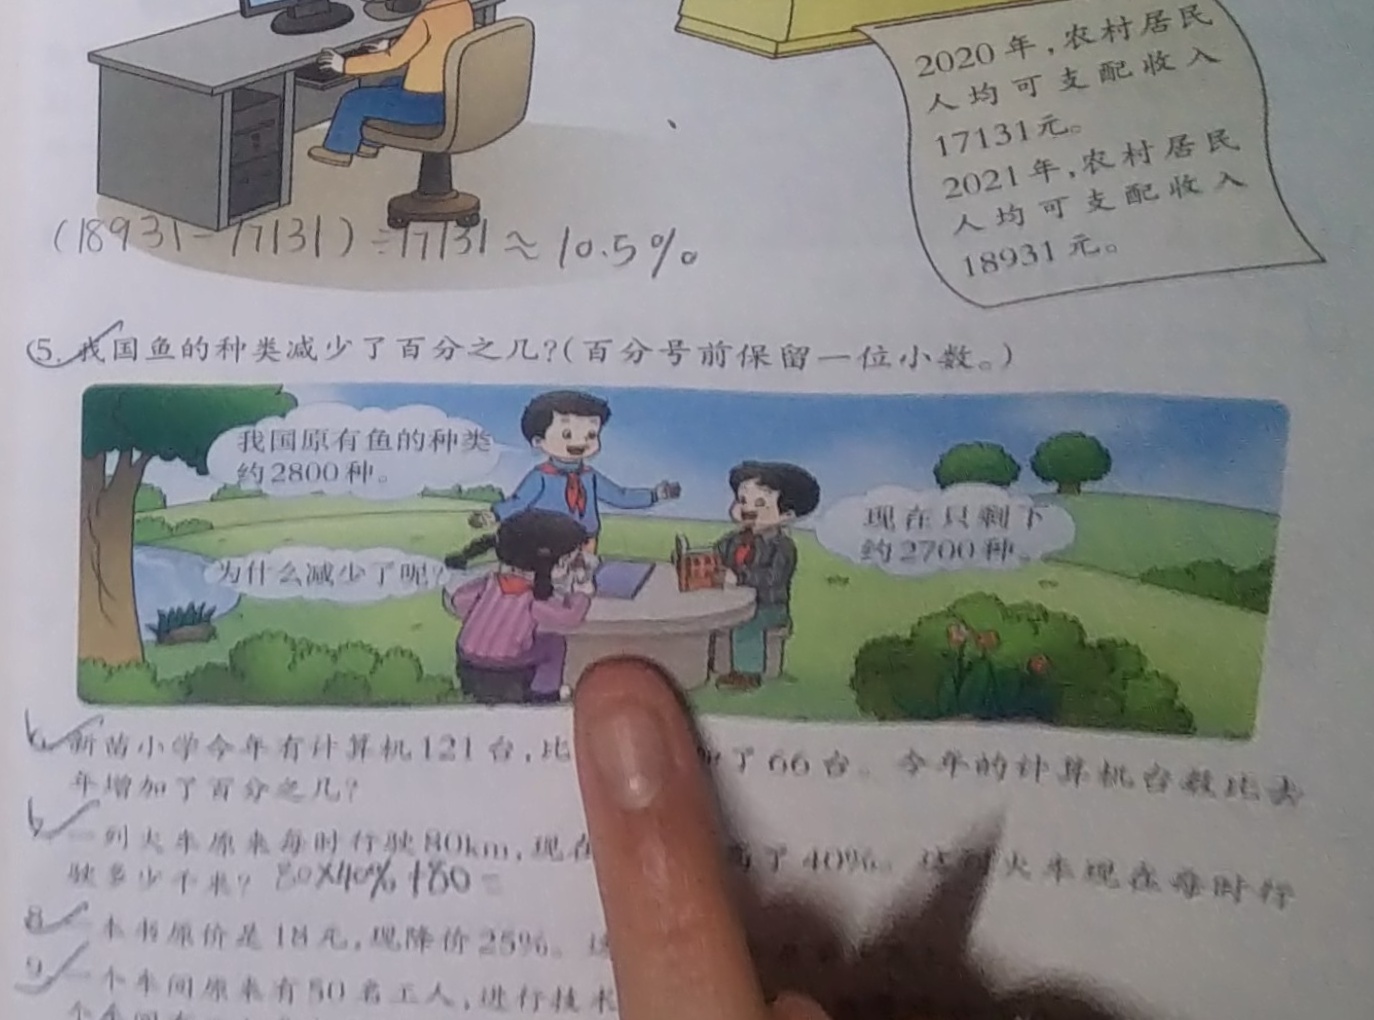 2020年,农村居民
人均可支配收入
17131元。
2021年,农村居民
人均可支配收入
18931元。
(18931-17131)÷17131≈10.5%
5. 我国鱼的种类减少了百分之几?(百分号前保留一位小数。)
我国原有鱼的种类
约2800种。
现在只剩下
约2700种。
为什么减少了呢?
6. 新苗小学今年有计算机121台,比 了66台。今年的计算机台数比去
年增加了百分之几?
一列火车原来每时行驶80km,现在 了40%。这列火车现在每时行
驶多少千米? 80×40%+80=
8. 一本书原价是18元,现降价25%。
9. 一个车间原来有50名工人,进行技术